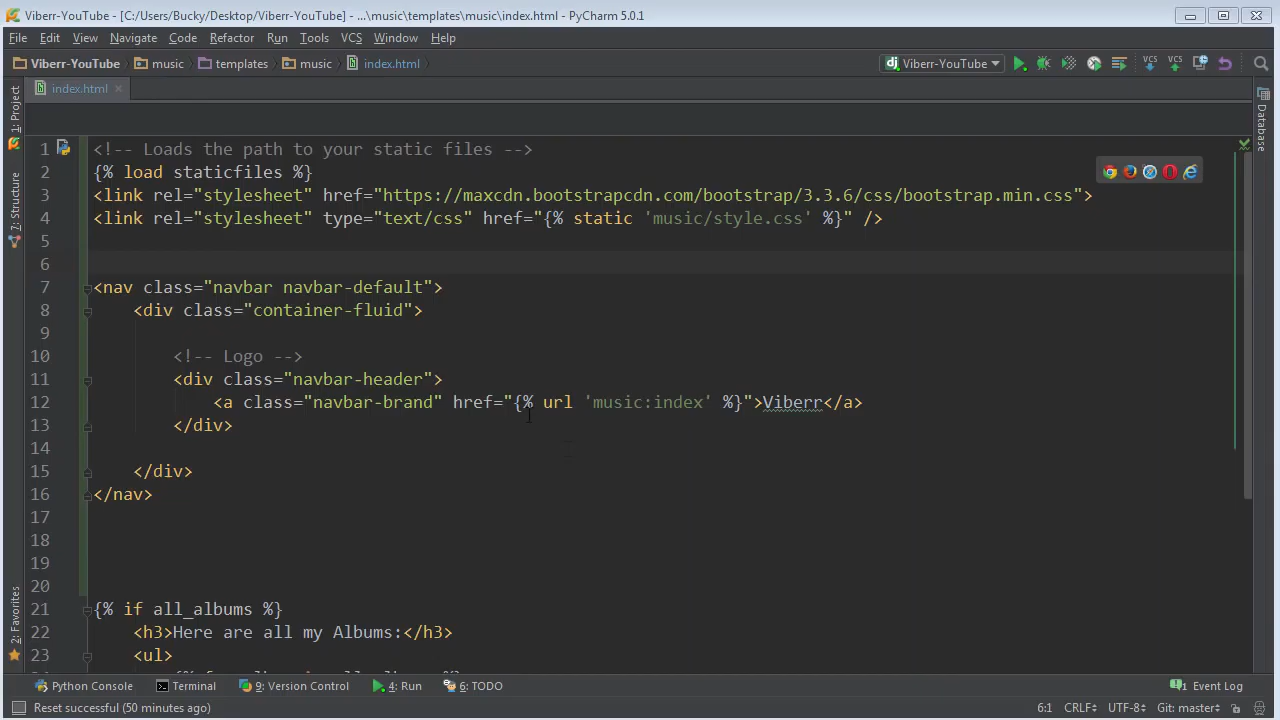 Viberr-YouTube - [C:/Users/Bucky/Desktop/Viberr-YouTube] - ...\music\templates\music\index.html - PyCharm 5.0.1
File Edit View Navigate Code Refactor Run Tools VCS Window Help
Viberr-YouTube music templates music index.html Viberr-YouTube VCS VCS
index.html
1: Project
7: Structure
2: Favorites
Database
1 <!-- Loads the path to your static files -->
2 {% load staticfiles %}
3 <link rel="stylesheet" href="https://maxcdn.bootstrapcdn.com/bootstrap/3.3.6/css/bootstrap.min.css">
4 <link rel="stylesheet" type="text/css" href="{% static 'music/style.css' %}" />
5
6
7 <nav class="navbar navbar-default">
8 <div class="container-fluid">
9
10 <!-- Logo -->
11 <div class="navbar-header">
12 <a class="navbar-brand" href="{% url 'music:index' %}">Viberr</a>
13 </div>
14
15 </div>
16 </nav>
17
18
19
20
21 {% if all_albums %}
22 <h3>Here are all my Albums:</h3>
23 <ul>
Python Console Terminal 9: Version Control 4: Run 6: TODO Event Log
Reset successful (50 minutes ago) 6:1 CRLF UTF-8 Git: master